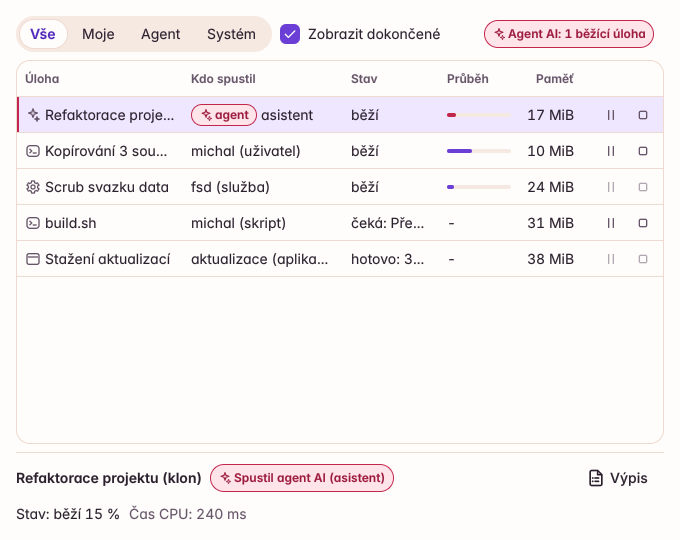 Vše Moje Agent Systém Zobrazit dokončené Agent AI: 1 běžící úloha
Úloha Kdo spustil Stav Průběh Paměť
Refaktorace proje... agent asistent běží 17 MiB
Kopírování 3 sou... michal (uživatel) běží 10 MiB
Scrub svazku data fsd (služba) běží 24 MiB
build.sh michal (skript) čeká: Pře... - 31 MiB
Stažení aktualizací aktualizace (aplika... hotovo: 3... - 38 MiB
Refaktorace projektu (klon) Spustil agent AI (asistent) Výpis
Stav: běží 15 % Čas CPU: 240 ms